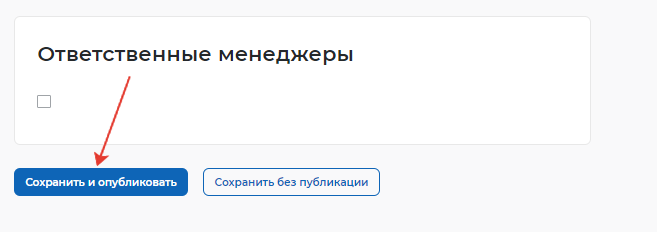 Ответственные менеджеры
Сохранить и опубликовать
Сохранить без публикации